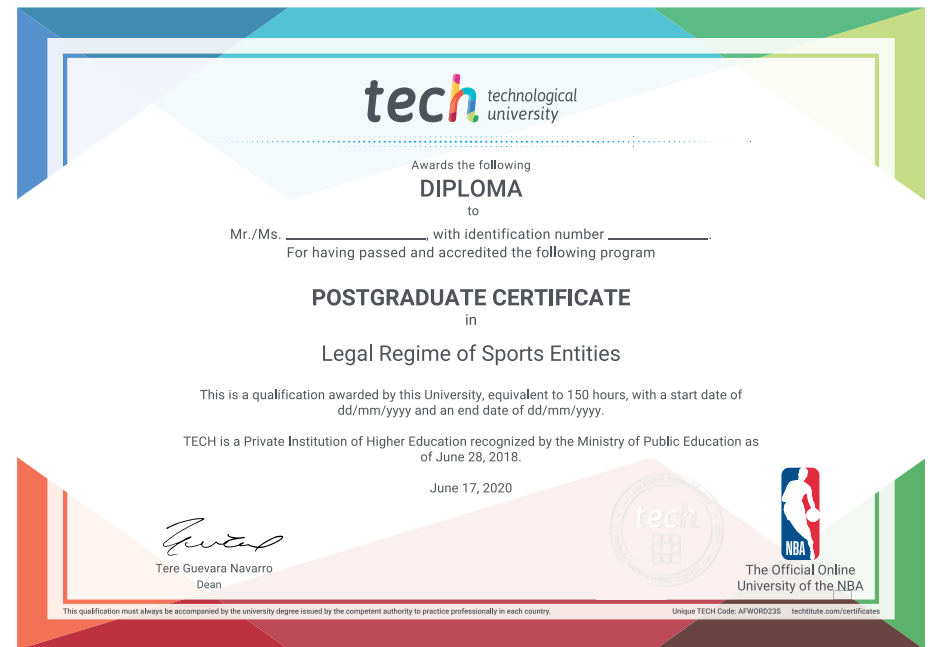 tech technological
university
Awards the following
DIPLOMA
to
Mr./Ms. ____________________, with identification number ______________.
For having passed and accredited the following program
POSTGRADUATE CERTIFICATE
in
Legal Regime of Sports Entities
This is a qualification awarded by this University, equivalent to 150 hours, with a start date of
dd/mm/yyyy and an end date of dd/mm/yyyy.
TECH is a Private Institution of Higher Education recognized by the Ministry of Public Education as
of June 28, 2018.
June 17, 2020
tech
NBA
Tere Guevara Navarro
Dean
The Official Online
University of the NBA
This qualification must always be accompanied by the university degree issued by the competent authority to practice professionally in each country.
Unique TECH Code: AFWORD23S techtitute.com/certificates